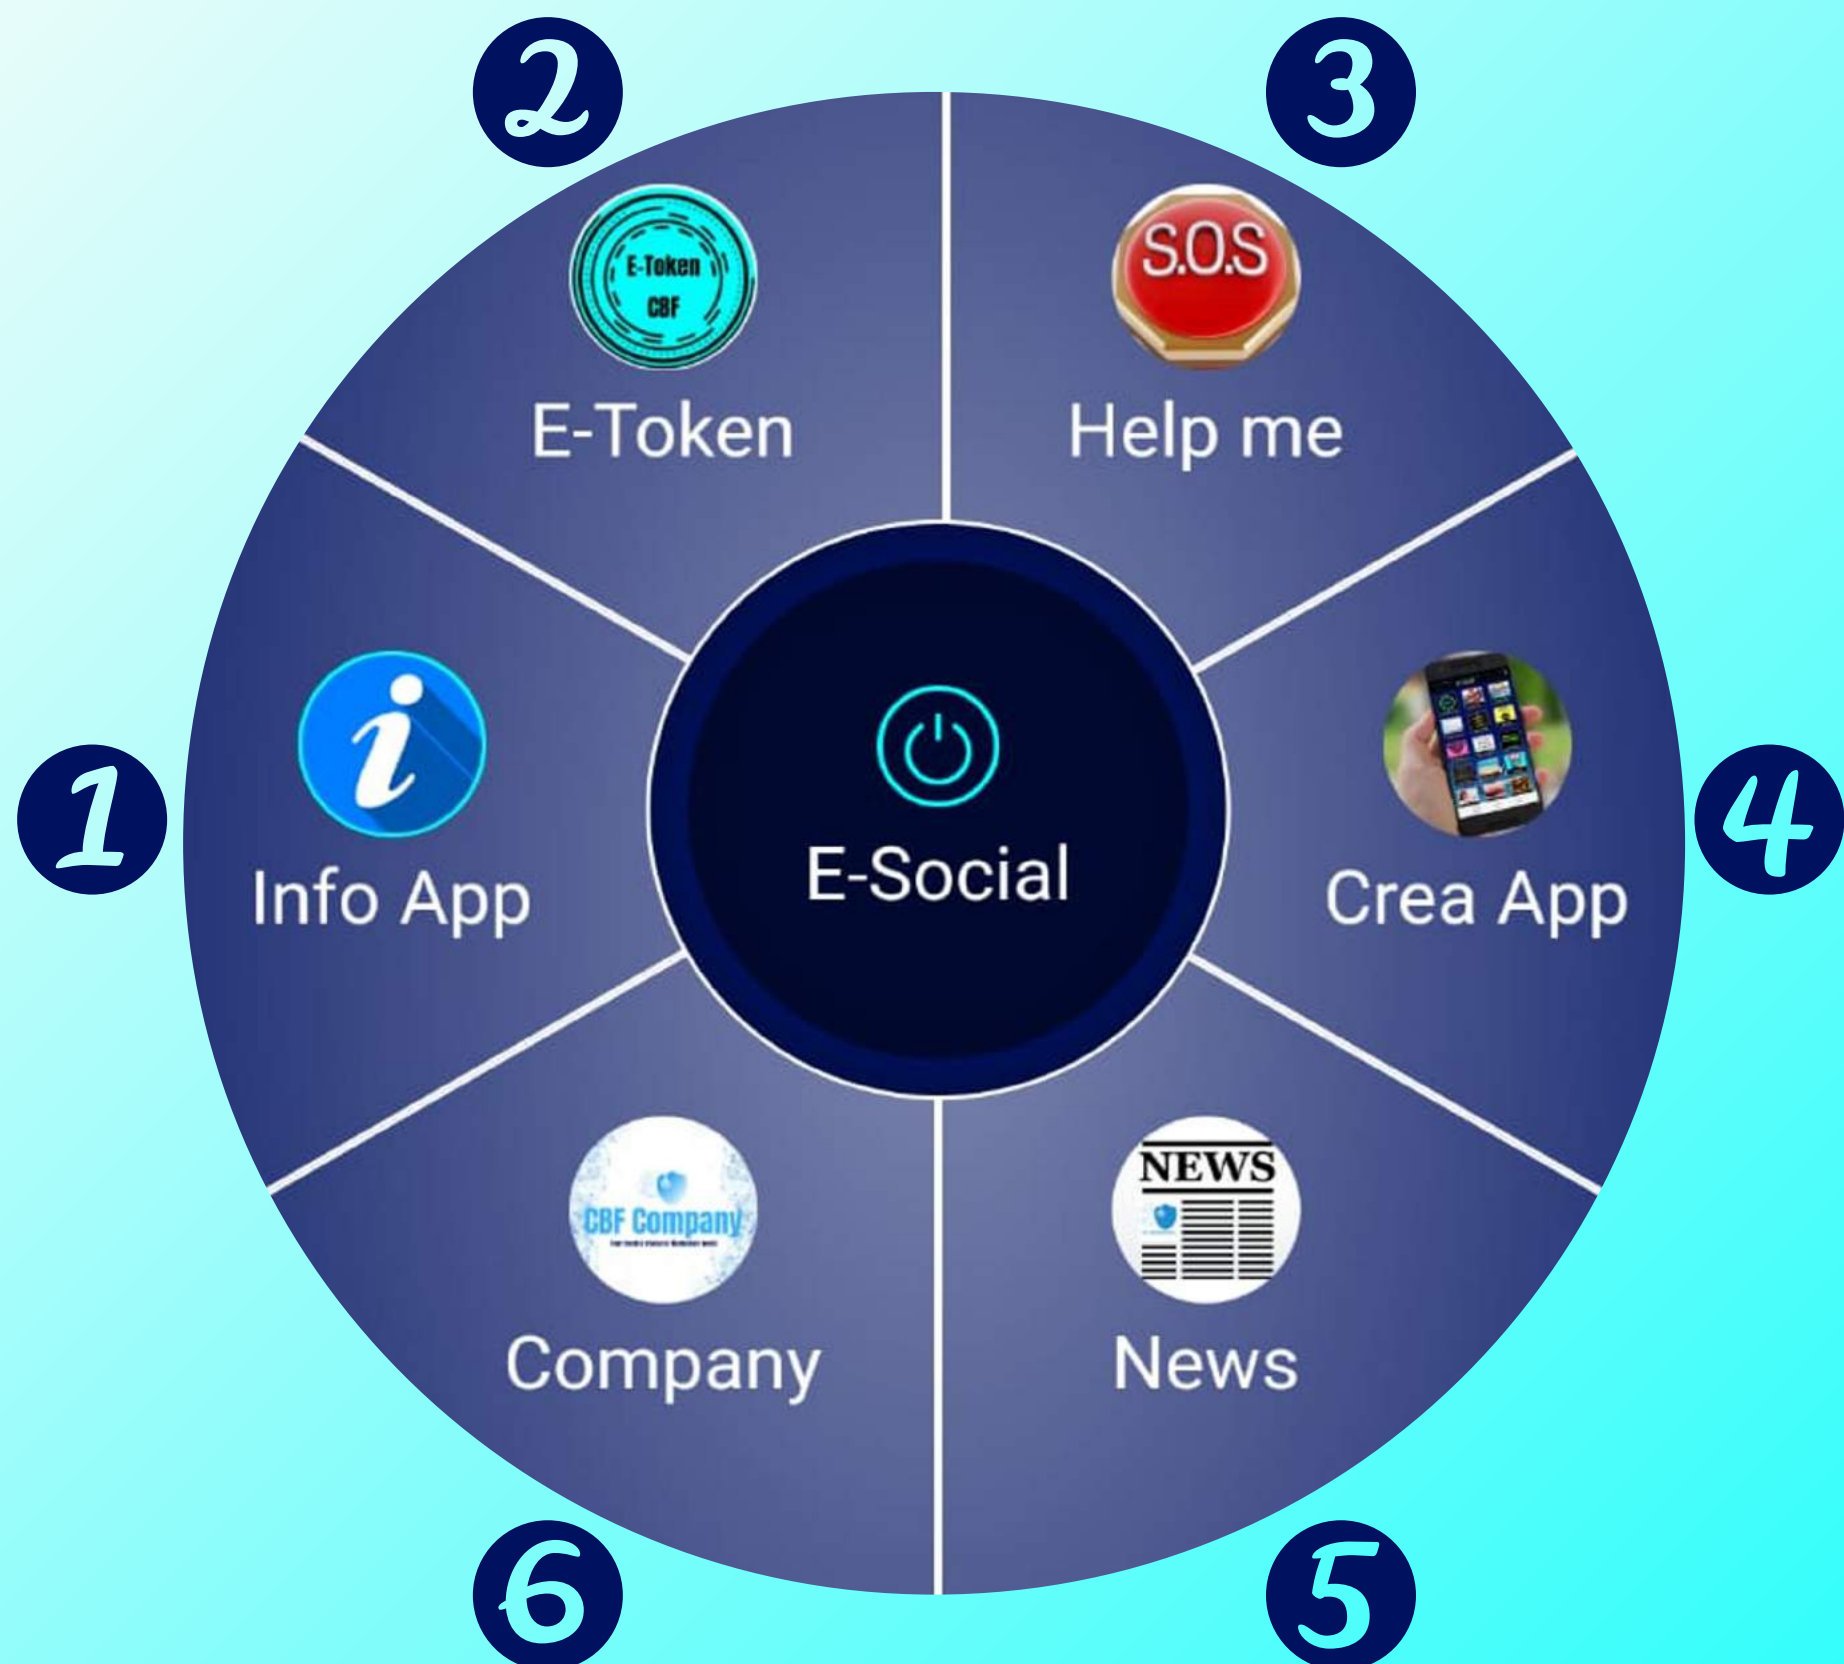 2
3
E-Token
CBF
E-Token
S.O.S
Help me
1
Info App
E-Social
Crea App
4
CBF Company
Company
NEWS
News
6
5